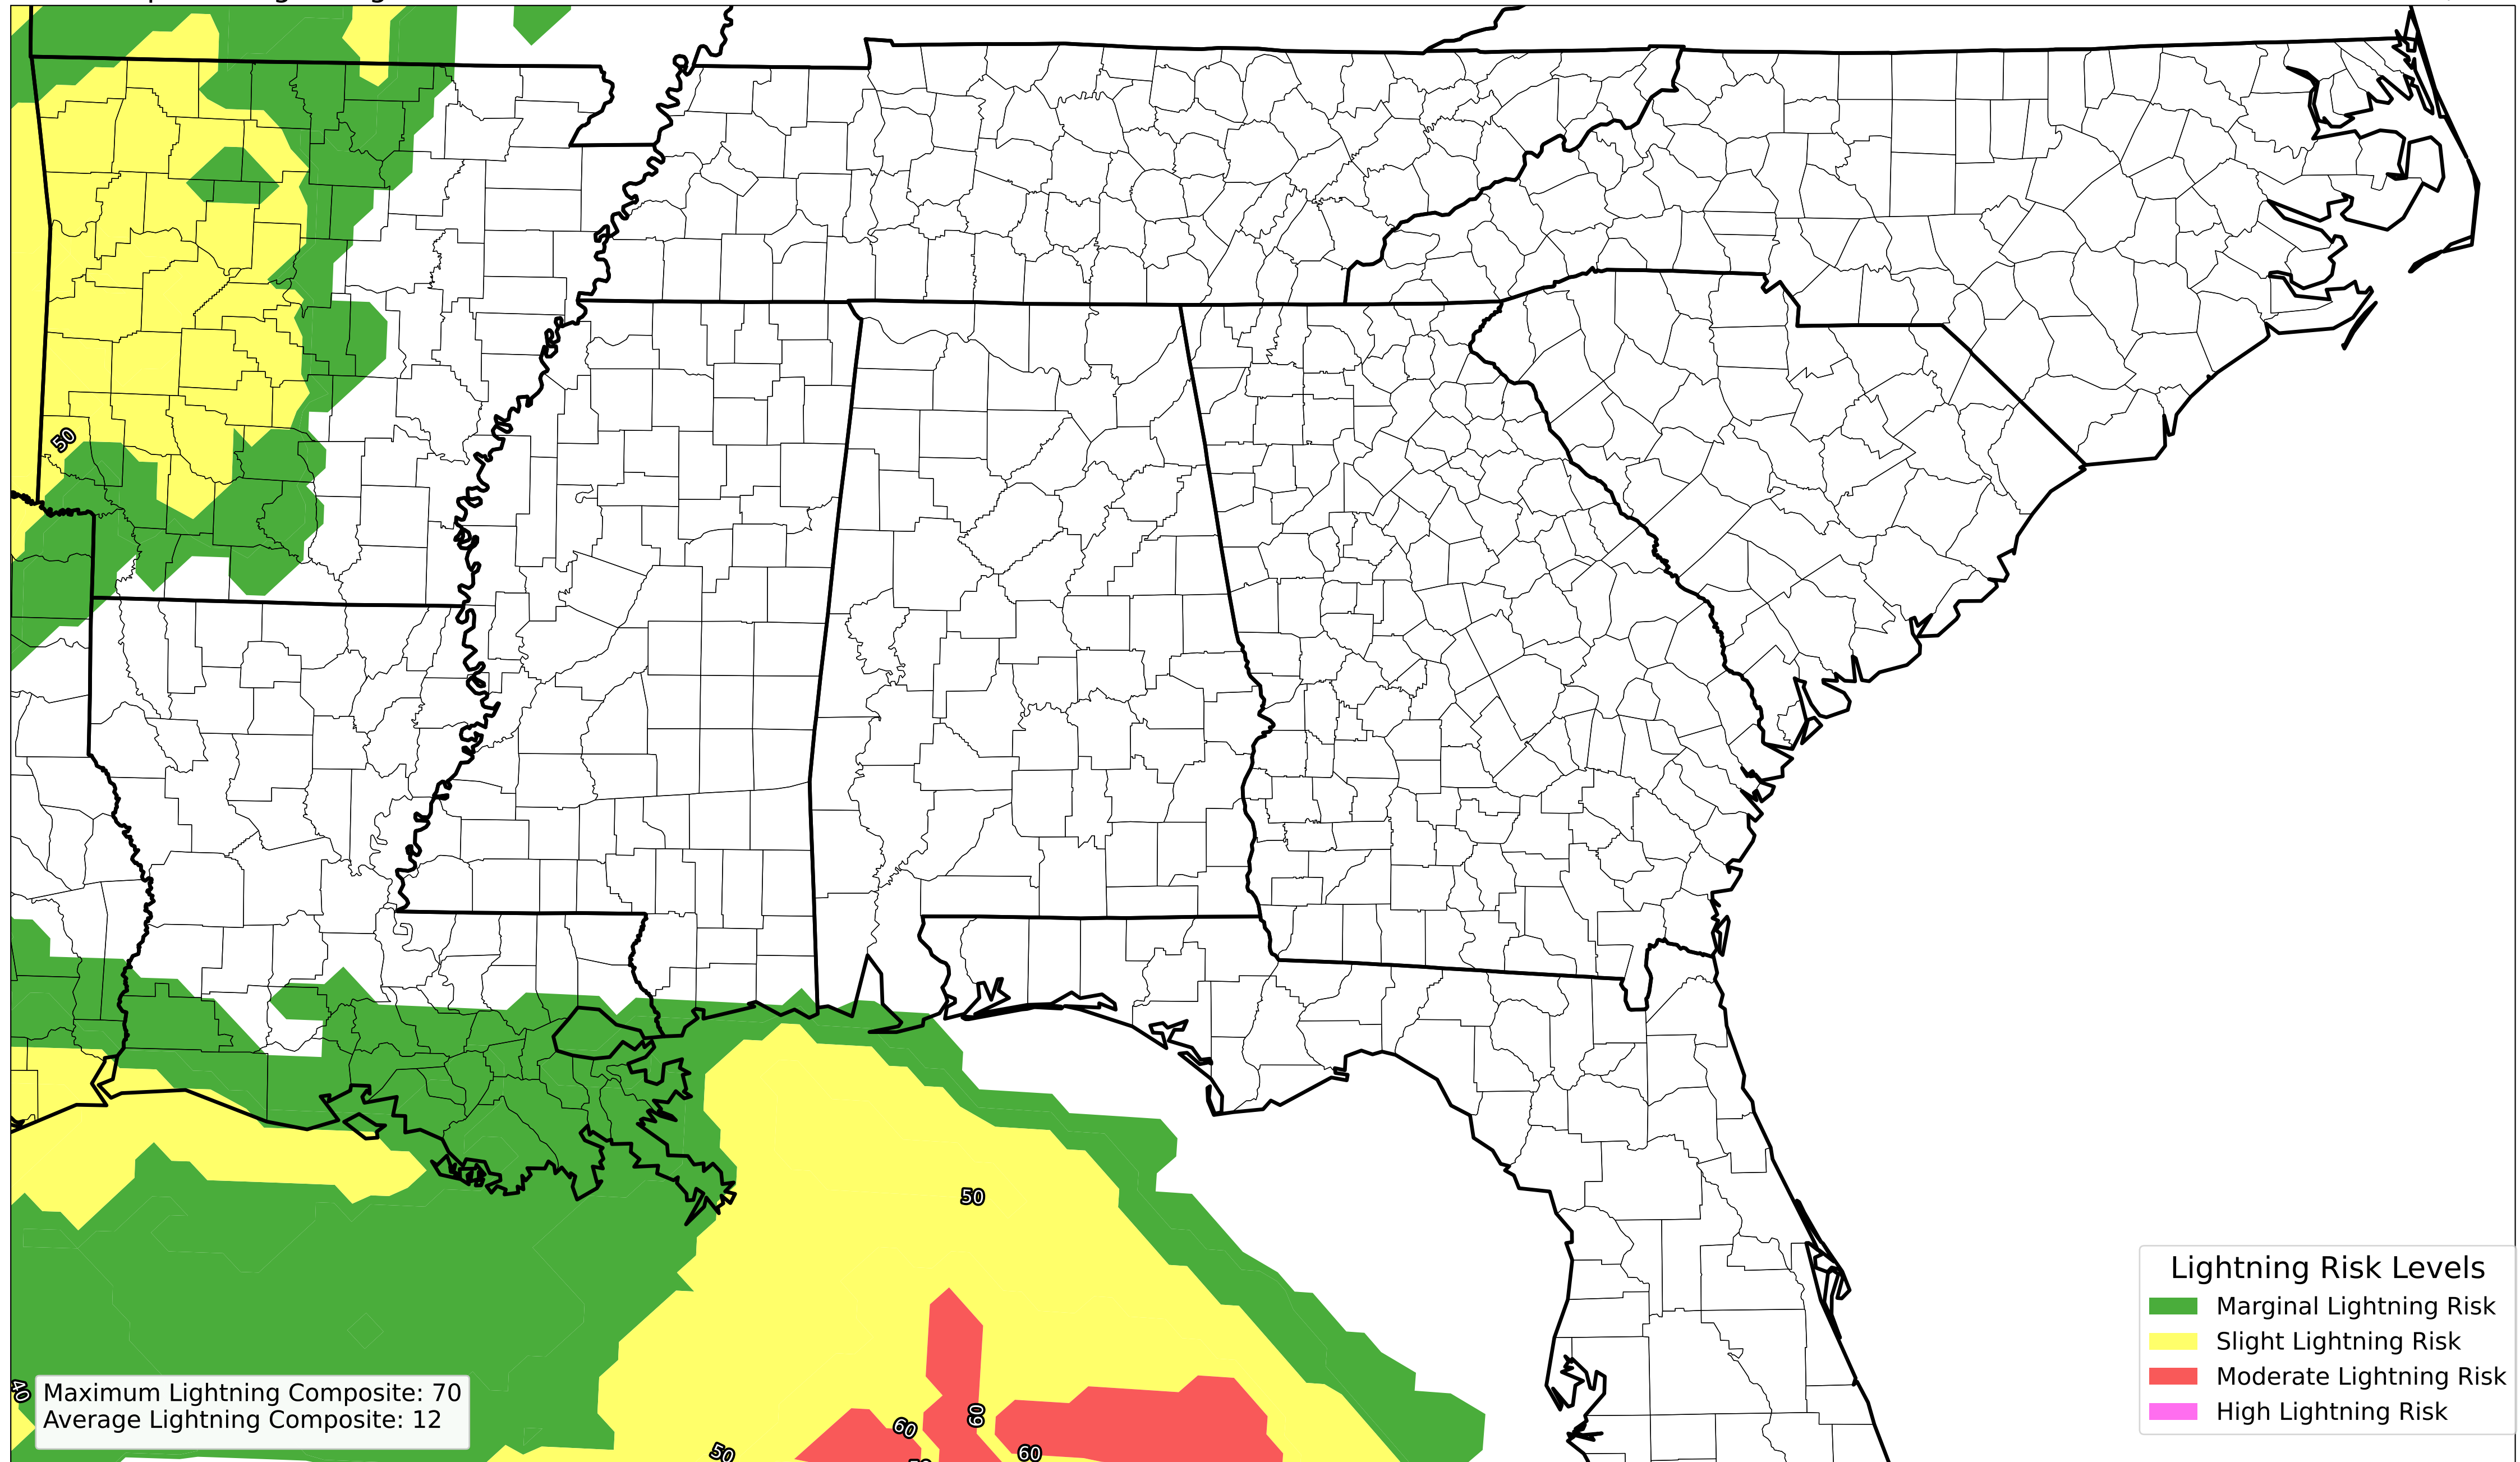 50
50
40
60
60
50
60
Maximum Lightning Composite: 70
Average Lightning Composite: 12
Lightning Risk Levels
Marginal Lightning Risk
Slight Lightning Risk
Moderate Lightning Risk
High Lightning Risk